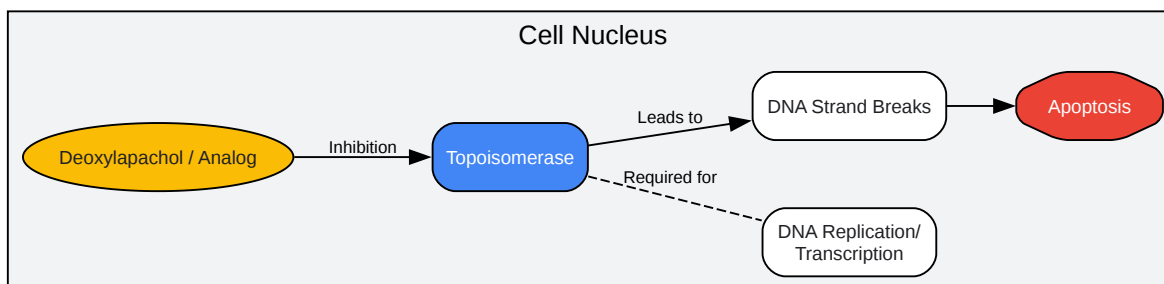 Cell Nucleus
Deoxylapachol / Analog
Inhibition
Topoisomerase
Leads to
DNA Strand Breaks
Apoptosis
Required for
DNA Replication/
Transcription